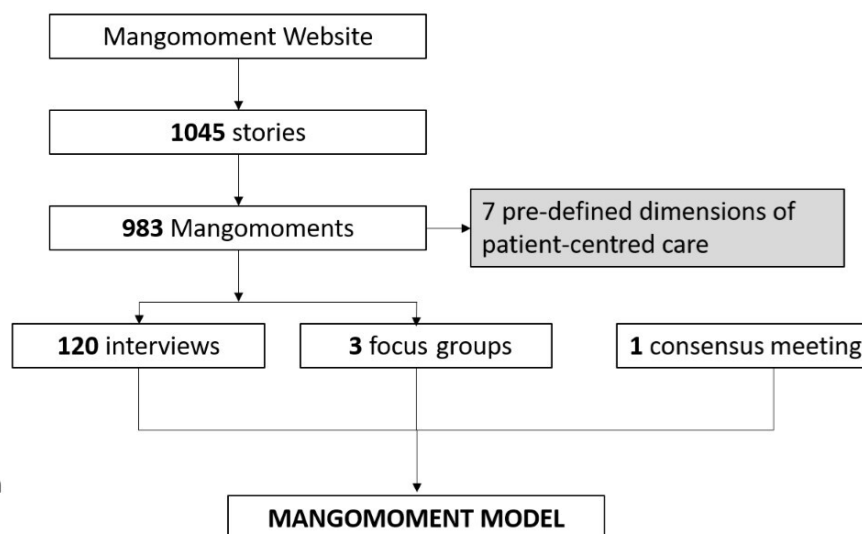 Mangomoment Website
1045 stories
983 Mangomoments
7 pre-defined dimensions of
patient-centred care
120 interviews
3 focus groups
1 consensus meeting
MANGOMOMENT MODEL